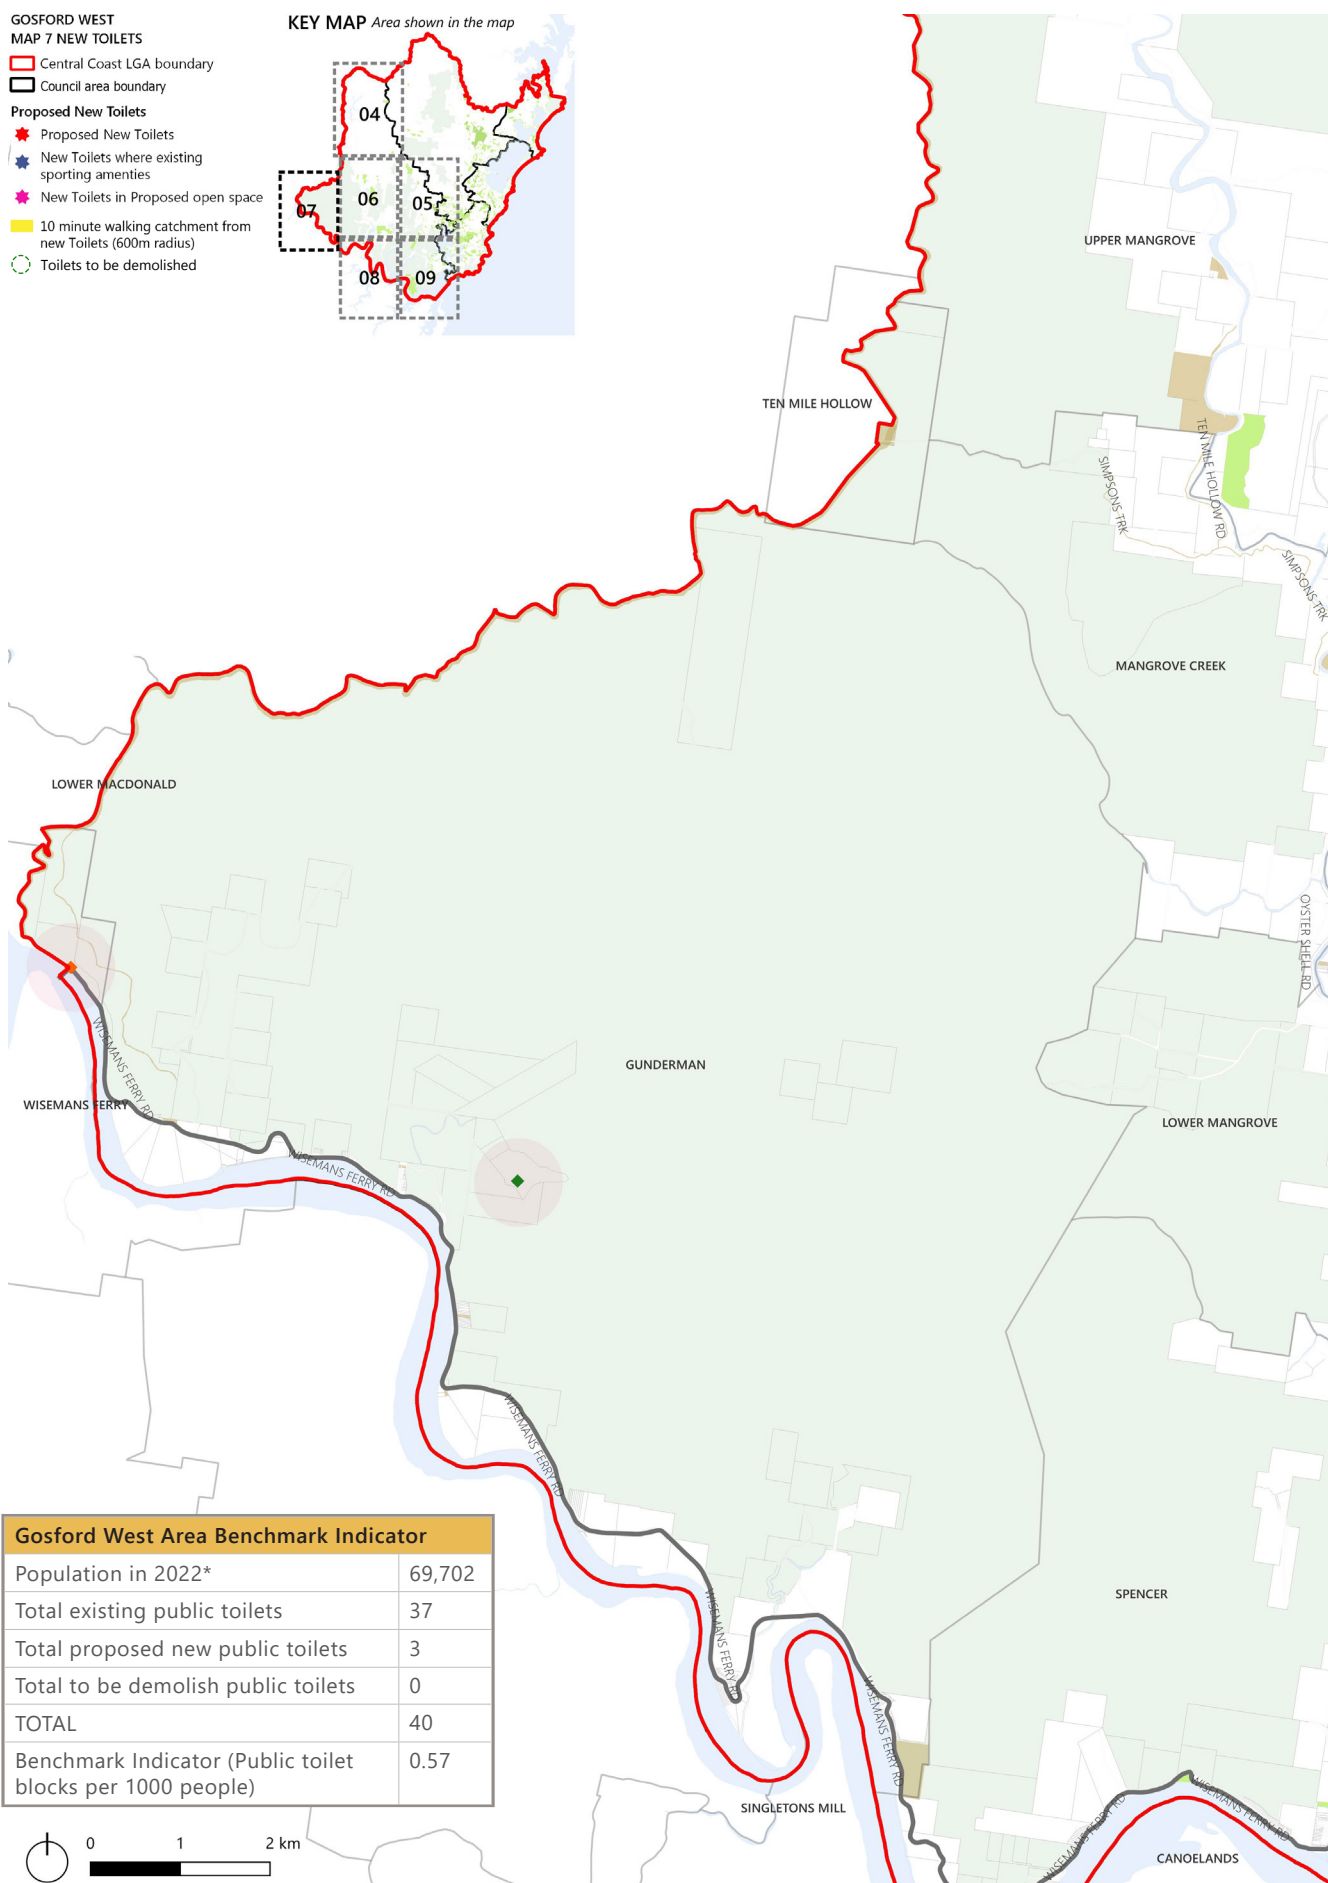 GOSFORD WEST
MAP 7 NEW TOILETS
Central Coast LGA boundary
Council area boundary
Proposed New Toilets
Proposed New Toilets
New Toilets where existing
sporting amenties
New Toilets in Proposed open space
10 minute walking catchment from
new Toilets (600m radius)
Toilets to be demolished
KEY MAP Area shown in the map
04
07
06
05
08
09
UPPER MANGROVE
TEN MILE HOLLOW
TEN MILE HOLLOW RD
SIMPSONS TRK
SIMPSONS TRK
MANGROVE CREEK
LOWER MACDONALD
OYSTER SHELL RD
WISEMANS FERRY RD
WISEMANS FERRY
GUNDERMAN
LOWER MANGROVE
WISEMANS FERRY RD
WISEMANS FERRY RD
SPENCER
WISEMANS FERRY RD
WISEMANS FERRY RD
WISEMANS FERRY RD
WISEMANS FERRY RD
SINGLETONS MILL
CANOELANDS
Gosford West Area Benchmark Indicator
Population in 2022* 69,702
Total existing public toilets 37
Total proposed new public toilets 3
Total to be demolish public toilets 0
TOTAL 40
Benchmark Indicator (Public toilet
blocks per 1000 people) 0.57
0 1 2 km